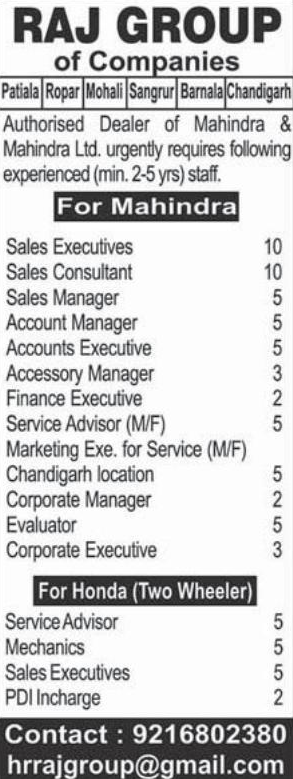 RAJ GROUP
of Companies
Patiala Ropar Mohali Sangrur Barnala Chandigarh
Authorised Dealer of Mahindra &
Mahindra Ltd. urgently requires following
experienced (min. 2-5 yrs) staff.
For Mahindra
Sales Executives 10
Sales Consultant 10
Sales Manager 5
Account Manager 5
Accounts Executive 5
Accessory Manager 3
Finance Executive 2
Service Advisor (M/F) 5
Marketing Exe. for Service (M/F)
Chandigarh location 5
Corporate Manager 2
Evaluator 5
Corporate Executive 3
For Honda (Two Wheeler)
Service Advisor 5
Mechanics 5
Sales Executives 5
PDI Incharge 2
Contact : 9216802380
hrrajgroup@gmail.com